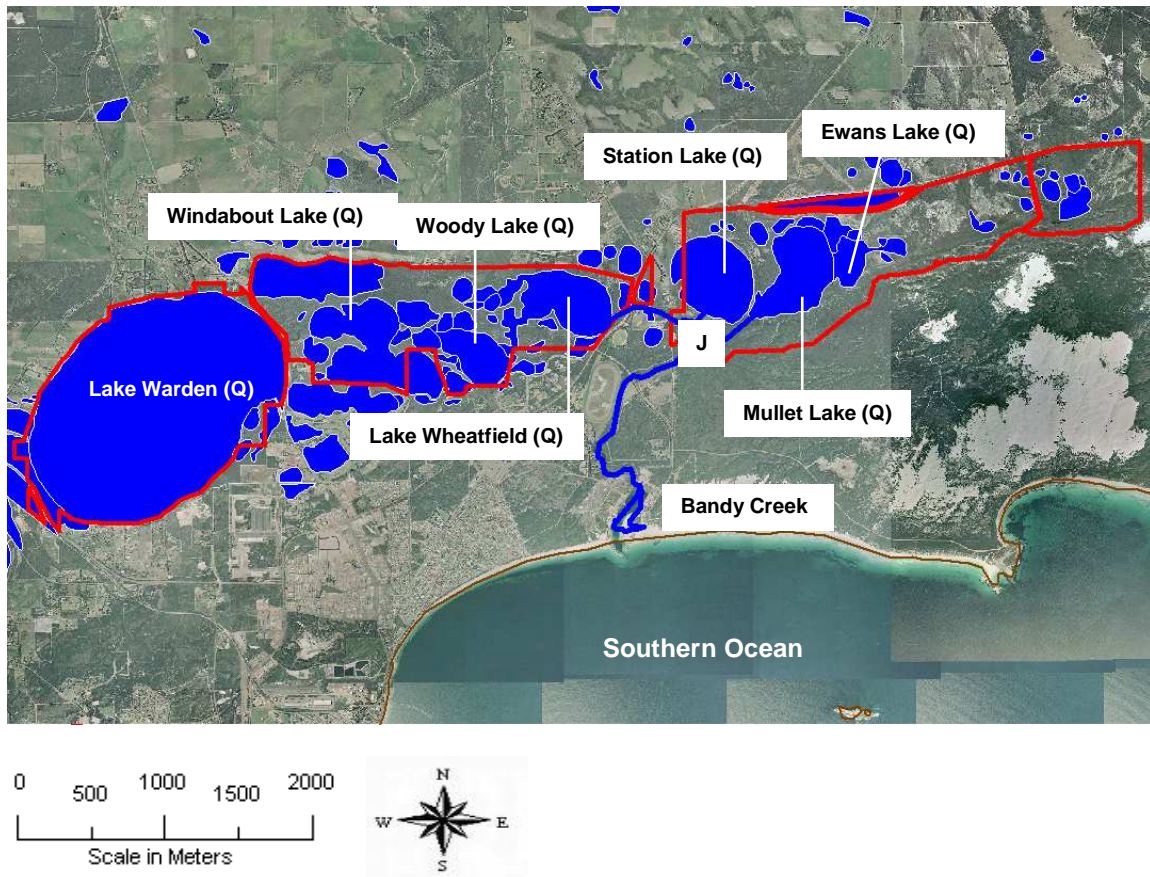 Ewans Lake (Q)
Station Lake (Q)
Windabout Lake (Q)
Woody Lake (Q)
J
Lake Warden (Q)
Mullet Lake (Q)
Lake Wheatfield (Q)
Bandy Creek
Southern Ocean
0 500 1000 1500 2000
Scale in Meters
N
W E
S